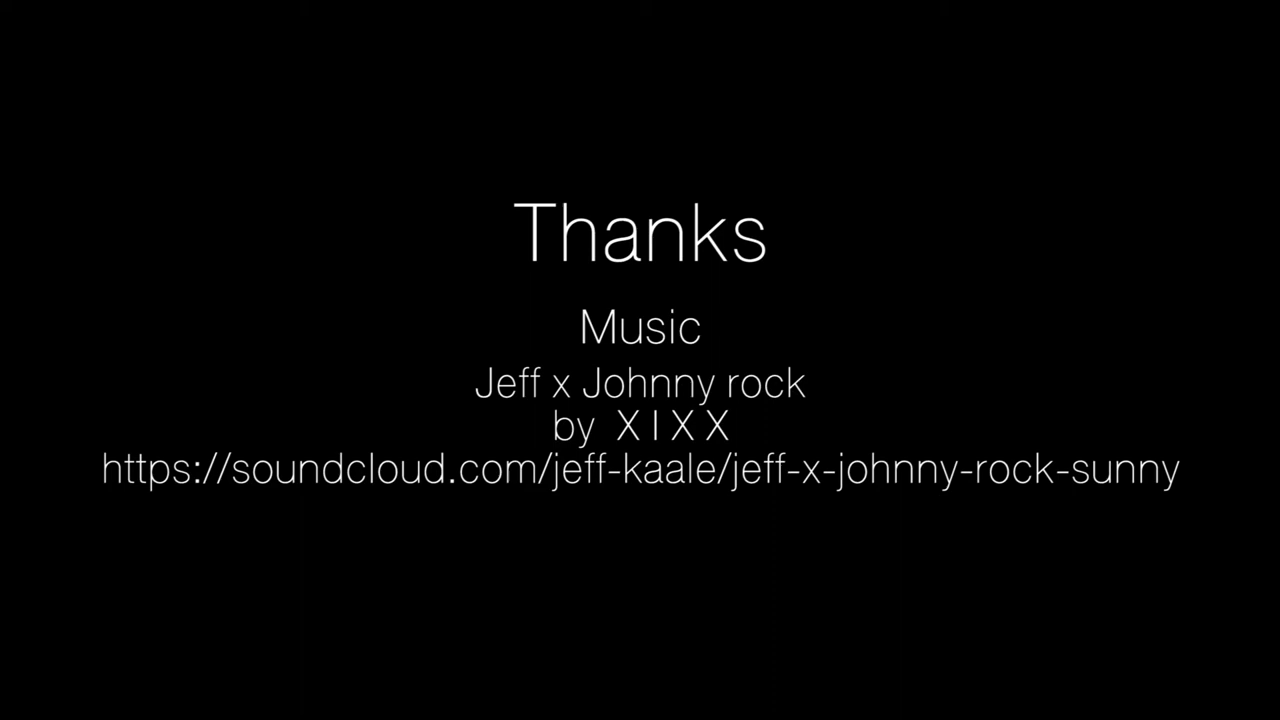 Thanks
Music
Jeff x Johnny rock
by X I X X
https://soundcloud.com/jeff-kaale/jeff-x-johnny-rock-sunny